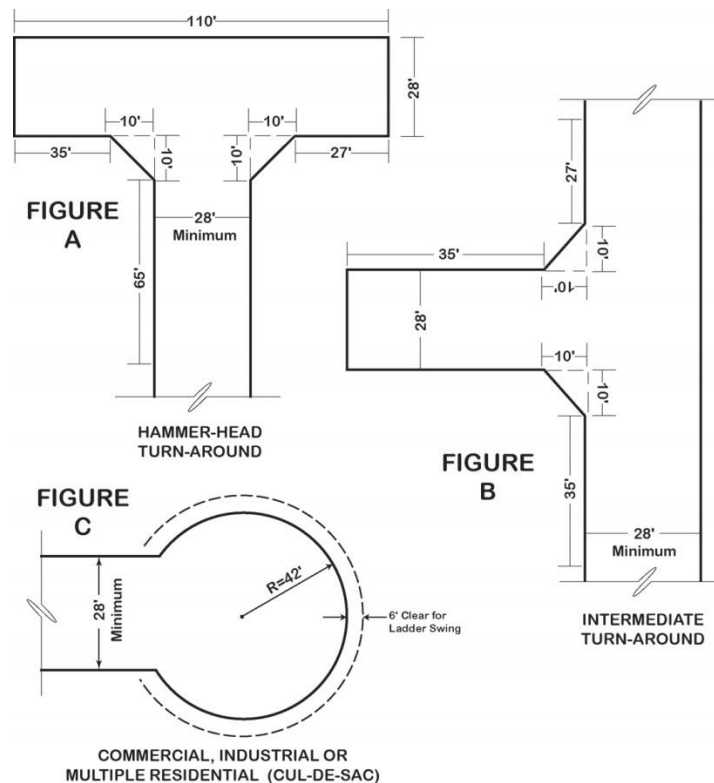 110'
28'
10'
10'
35'
10'
10'
27'
FIGURE
A
28'
Minimum
65'
HAMMER-HEAD
TURN-AROUND
27'
35'
10'
10'
28'
10'
10'
FIGURE
B
35'
28'
Minimum
INTERMEDIATE
TURN-AROUND
FIGURE
C
R=42'
28'
Minimum
6' Clear for
Ladder Swing
COMMERCIAL, INDUSTRIAL OR
MULTIPLE RESIDENTIAL (CUL-DE-SAC)